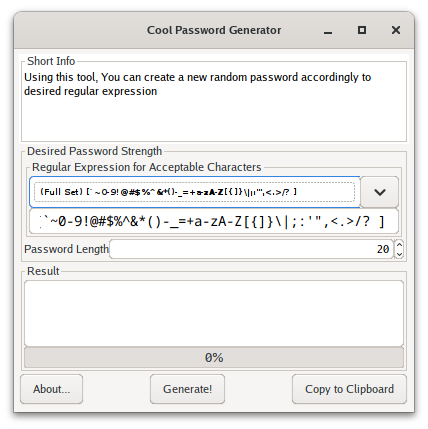 Cool Password Generator
Short Info
Using this tool, You can create a new random password accordingly to
desired regular expression
Desired Password Strength
Regular Expression for Acceptable Characters
(Full Set) [`~0-9!@#$%^&*()-_=+a-zA-Z[{]}\|;:'",<.>/? ]
`~0-9!@#$%^&*()-_=+a-zA-Z[{]}\|;:'",<.>/? ]
Password Length 20
Result
0%
About... Generate! Copy to Clipboard